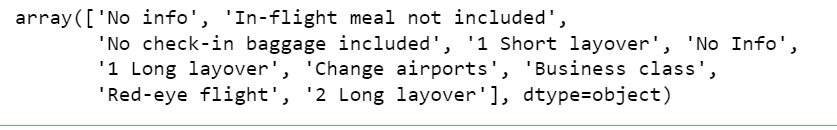 array(['No info', 'In-flight meal not included',
'No check-in baggage included', '1 Short layover', 'No Info',
'1 Long layover', 'Change airports', 'Business class',
'Red-eye flight', '2 Long layover'], dtype=object)